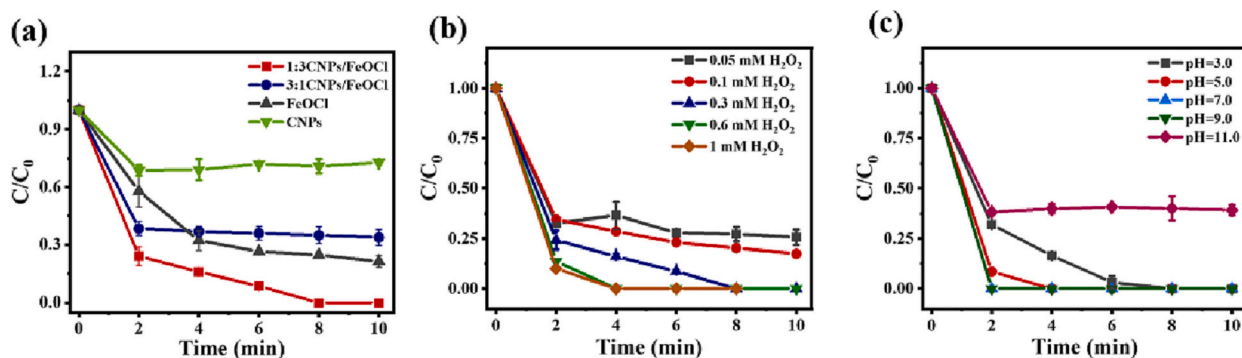 (a)
1:3CNPs/FeOCl
3:1CNPs/FeOCl
FeOCl
CNPs
1.2
0.9
0.6
0.3
0.0
C/C₀
0 2 4 6 8 10
Time (min)
(b)
0.05 mM H₂O₂
0.1 mM H₂O₂
0.3 mM H₂O₂
0.6 mM H₂O₂
1 mM H₂O₂
1.00
0.75
0.50
0.25
0.00
C/C₀
0 2 4 6 8 10
Time (min)
(c)
pH=3.0
pH=5.0
pH=7.0
pH=9.0
pH=11.0
1.00
0.75
0.50
0.25
0.00
C/C₀
0 2 4 6 8 10
Time (min)